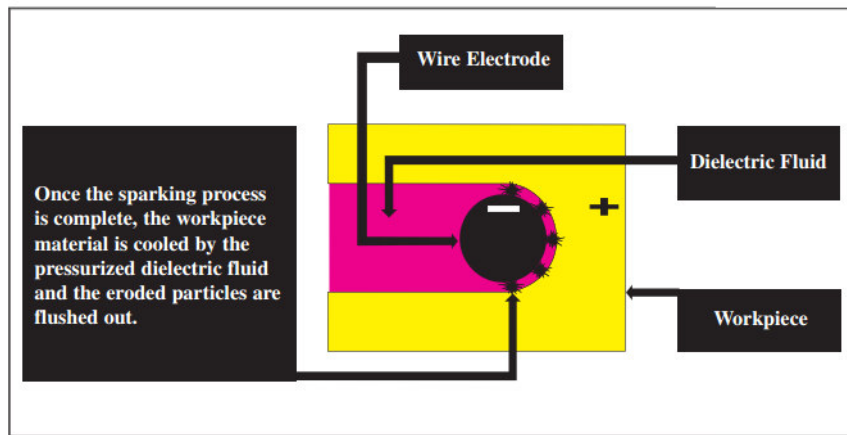 Wire Electrode
Dielectric Fluid
Once the sparking process
is complete, the workpiece
material is cooled by the
pressurized dielectric fluid
and the eroded particles are
flushed out.
Workpiece